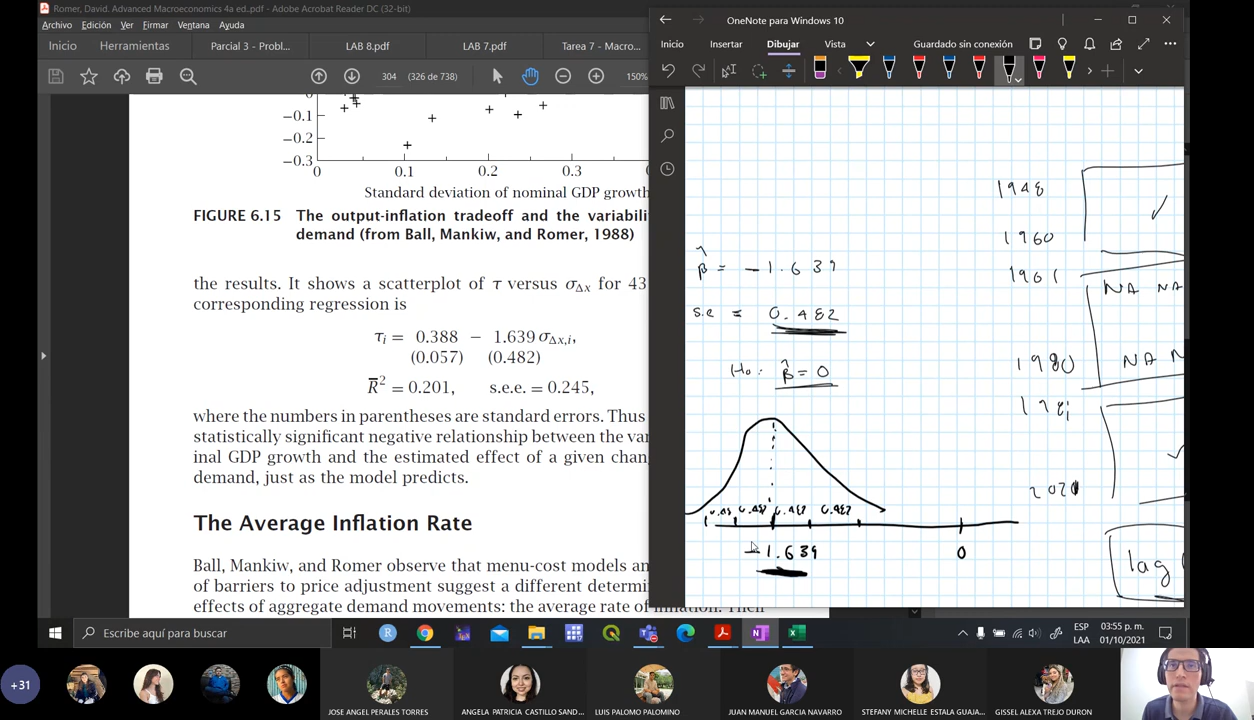 Romer, David. Advanced Macroeconomics 4a ed..pdf - Adobe Acrobat Reader DC (32-bit)
Archivo Edición Ver Firmar Ventana Ayuda
Inicio Herramientas Parcial 3 - Probl... LAB 8.pdf LAB 7.pdf Tarea 7 - Macro...
304 (326 de 738) 150%
−0.1
−0.2
−0.3
0 0.1 0.2 0.3
Standard deviation of nominal GDP growth
FIGURE 6.15 The output-inflation tradeoff and the variabili
demand (from Ball, Mankiw, and Romer, 1988)
the results. It shows a scatterplot of τ versus σΔx for 43
corresponding regression is
τi = 0.388 − 1.639 σΔx,i,
(0.057) (0.482)
R̄² = 0.201, s.e.e. = 0.245,
where the numbers in parentheses are standard errors. Thus
statistically significant negative relationship between the va
inal GDP growth and the estimated effect of a given chan
demand, just as the model predicts.
The Average Inflation Rate
Ball, Mankiw, and Romer observe that menu-cost models an
of barriers to price adjustment suggest a different determi
effects of aggregate demand movements: the average rate of inflation. Their
OneNote para Windows 10
Inicio Insertar Dibujar Vista Guardado sin conexión
β̂ = −1.639
s.e = 0.482
Ho: β̂ = 0
0.482 0.482 0.482
−1.639 0
1948
1960
1961
NA NA
1980
NA N
1981
2020
lag
Escribe aquí para buscar
ESP
LAA
03:55 p. m.
01/10/2021
+31
JOSE ANGEL PERALES TORRES
ANGELA PATRICIA CASTILLO SAND...
LUIS PALOMO PALOMINO
JUAN MANUEL GARCIA NAVARRO
STEFANY MICHELLE ESTALA GUAJA...
GISSEL ALEXA TREJO DURON